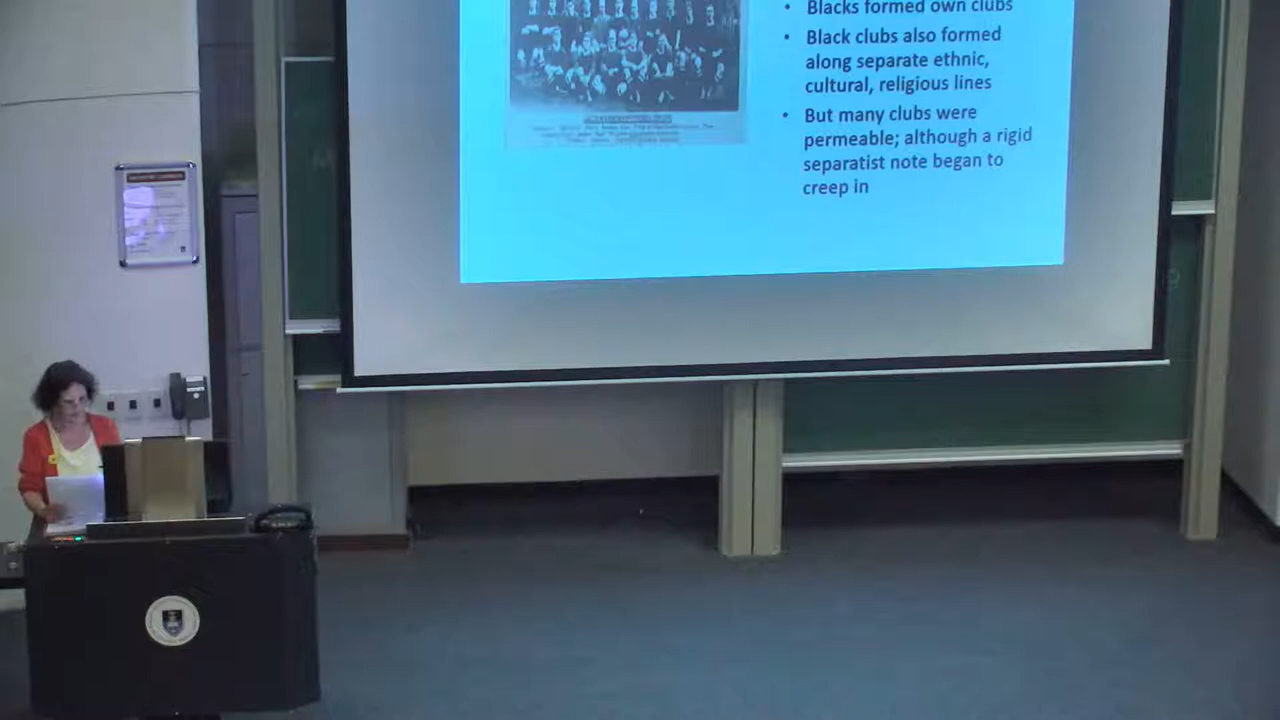 Blacks formed own clubs
Black clubs also formed
along separate ethnic,
cultural, religious lines
But many clubs were
permeable; although a rigid
separatist note began to
creep in